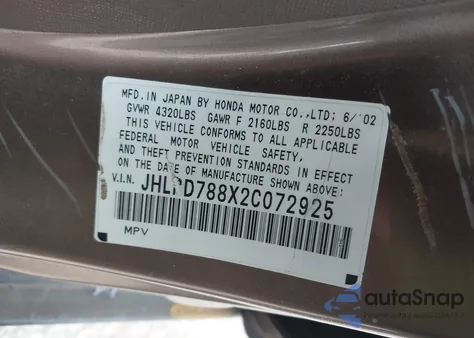 MFD. IN JAPAN BY HONDA MOTOR CO.,LTD; 6/'02
GVWR 4320LBS GAWR F 2160LBS R 2250LBS
THIS VEHICLE CONFORMS TO ALL APPLICABLE
FEDERAL MOTOR VEHICLE SAFETY BUMPER,
AND THEFT PREVENTION STANDARDS IN EFFECT
ON THE DATE OF MANUFACTURE SHOWN ABOVE:
V.I.N.
MPV
autoSnap